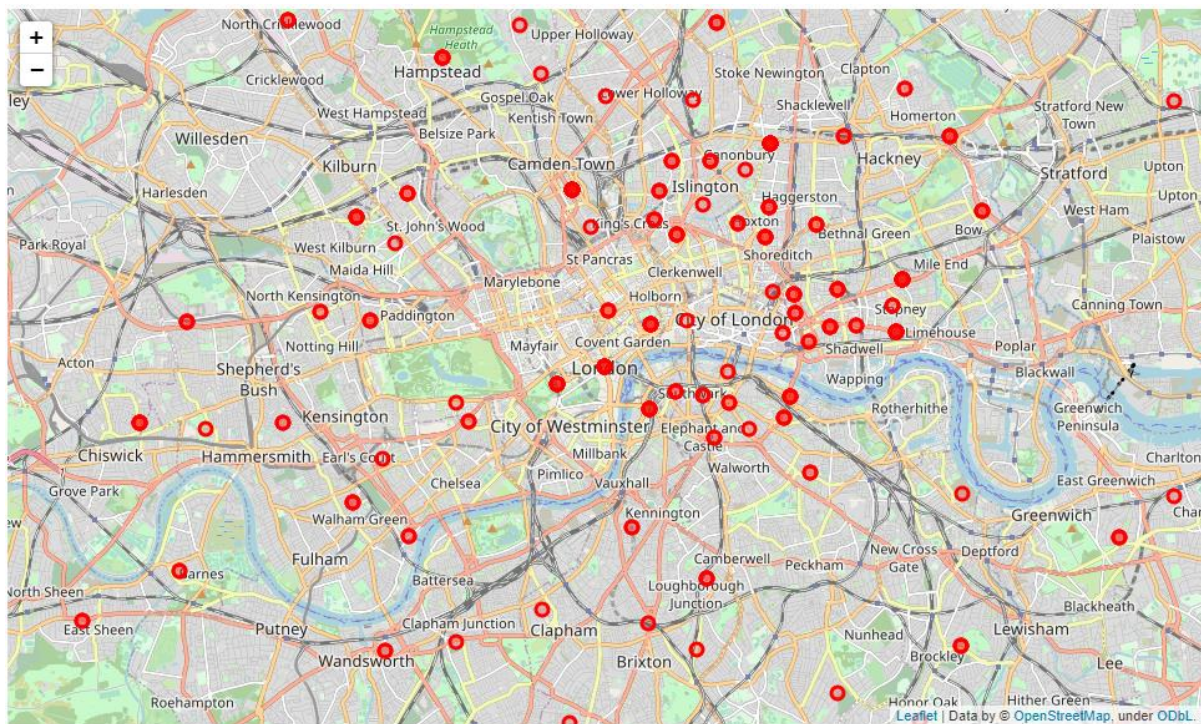 +
−
North Cricklewood
Hampstead
Heath
Upper Holloway
Cricklewood
Hampstead
Stoke Newington
Clapton
Gospel Oak
Lower Holloway
Shacklewell
West Hampstead
Kentish Town
Homerton
Stratford New
Town
Willesden
Belsize Park
Canonbury
Hackney
Upton
Kilburn
Camden Town
Stratford
Harlesden
Islington
Haggerston
Upton
West Ham
St. John's Wood
King's Cross
Hoxton
Bethnal Green
Bow
Plaistow
Park Royal
West Kilburn
St Pancras
Shoreditch
Maida Hill
Clerkenwell
Mile End
Marylebone
North Kensington
Holborn
Stepney
Canning Town
Paddington
City of London
Limehouse
Notting Hill
Mayfair
Covent Garden
Shadwell
Poplar
Acton
Shepherd's
Bush
London
Blackwall
Wapping
Southwark
Kensington
Rotherhithe
Greenwich
Peninsula
City of Westminster
Elephant and
Castle
Chiswick
Hammersmith
Earl's Court
Millbank
Walworth
Charlton
Grove Park
Chelsea
Pimlico
Vauxhall
East Greenwich
Walham Green
Kennington
Greenwich
Fulham
Camberwell
New Cross
Gate
Deptford
Barnes
Battersea
Peckham
North Sheen
Loughborough
Junction
Blackheath
East Sheen
Putney
Clapham Junction
Clapham
Nunhead
Lewisham
Wandsworth
Brixton
Brockley
Lee
Roehampton
Honor Oak
Hither Green
Leaflet | Data by © OpenStreetMap, under ODbL.